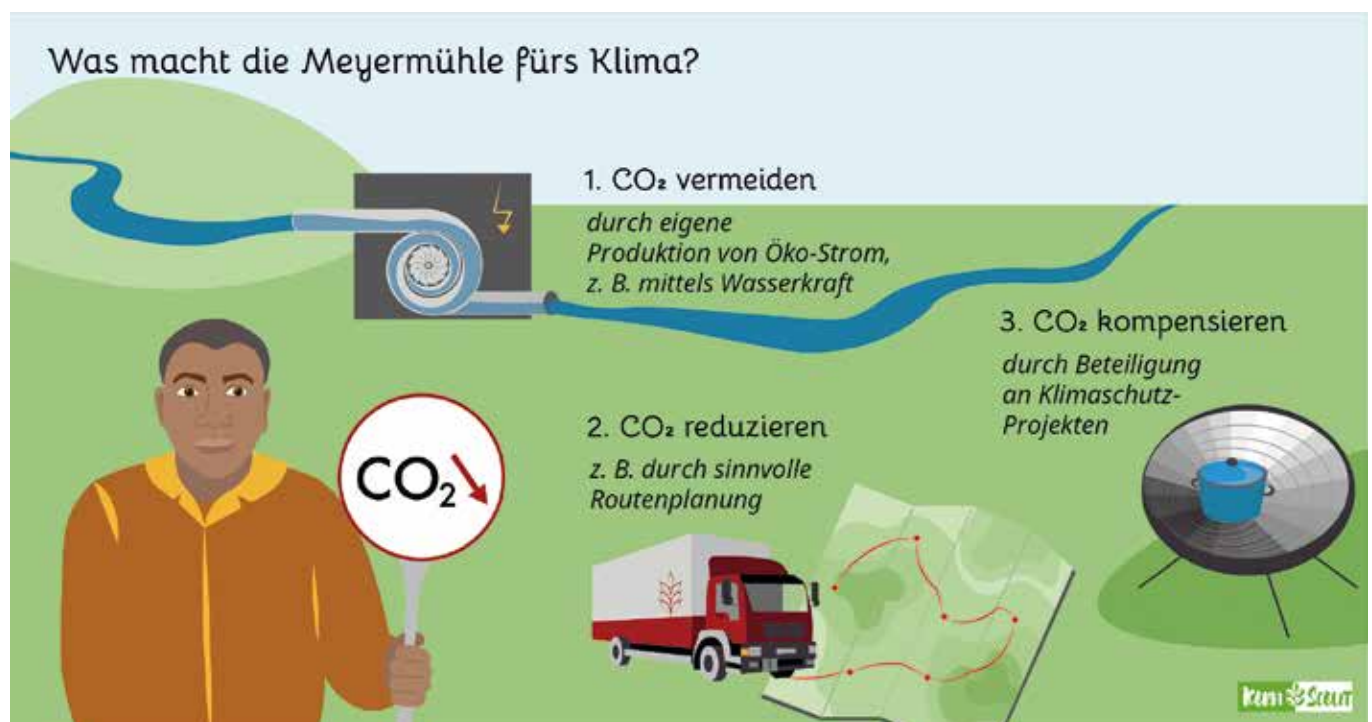 Was macht die Meyermühle fürs Klima?
1. CO₂ vermeiden
durch eigene
Produktion von Öko-Strom,
z. B. mittels Wasserkraft
2. CO₂ reduzieren
z. B. durch sinnvolle
Routenplanung
3. CO₂ kompensieren
durch Beteiligung
an Klimaschutz-
Projekten
CO₂